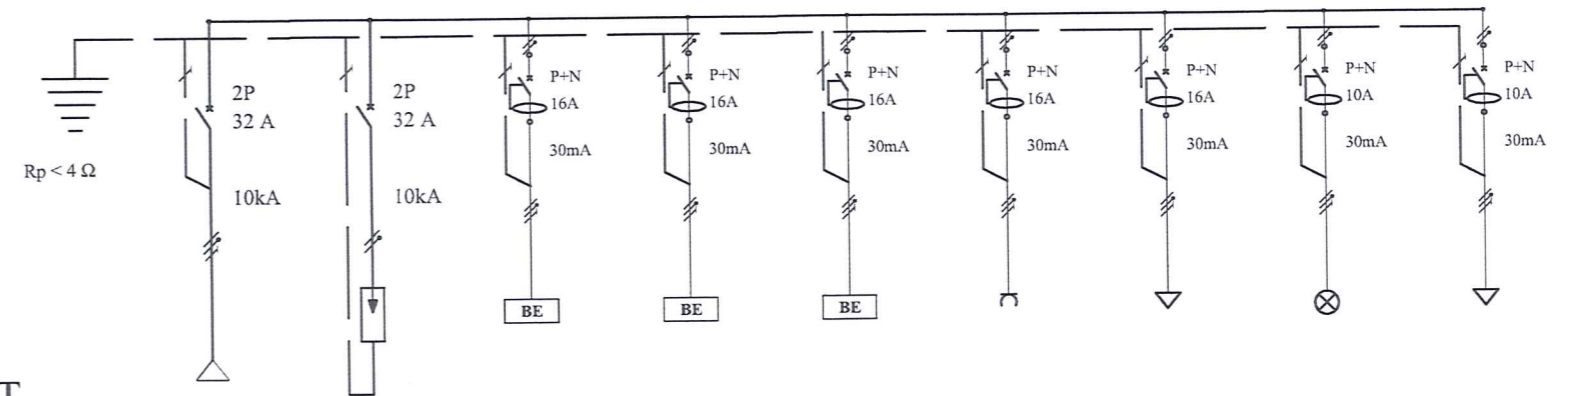 2P
32 A
10kA
2P
32 A
10kA
P+N
16A
30mA
P+N
16A
30mA
P+N
16A
30mA
P+N
16A
30mA
P+N
16A
30mA
P+N
10A
30mA
P+N
10A
30mA
Rp < 4 Ω
BE
BE
BE
T